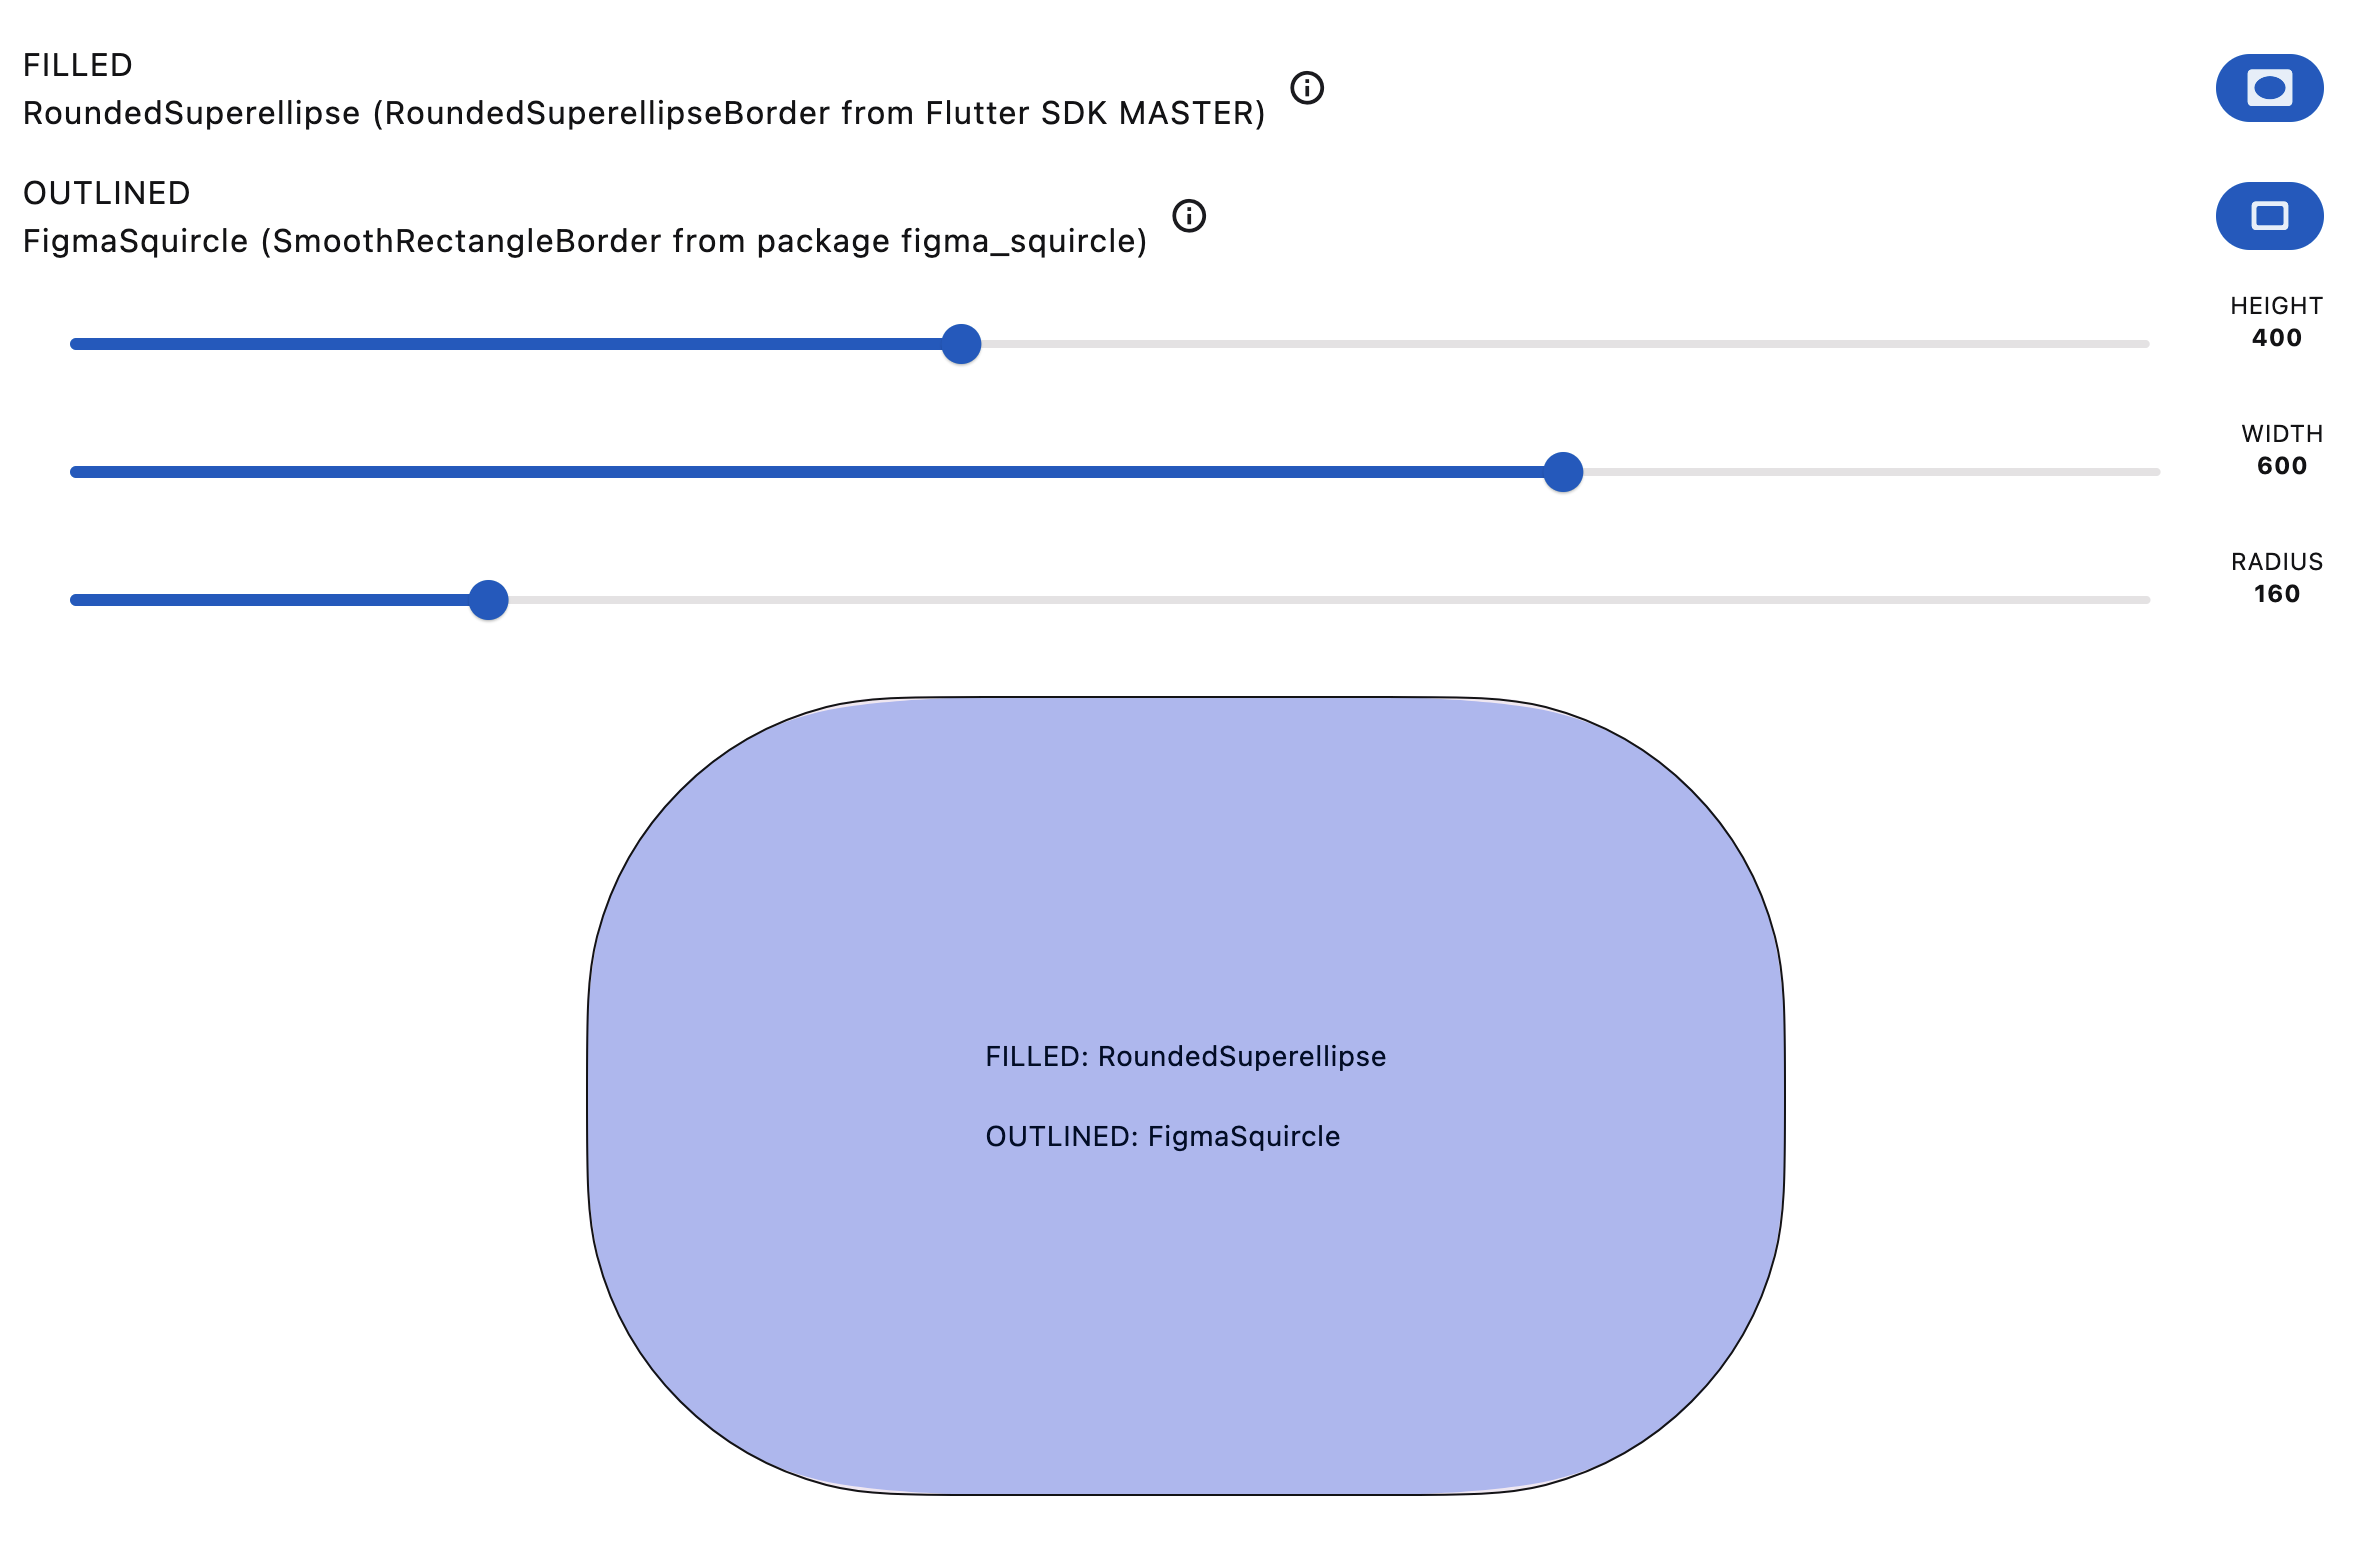 FILLED
RoundedSuperellipse (RoundedSuperellipseBorder from Flutter SDK MASTER)
OUTLINED
FigmaSquircle (SmoothRectangleBorder from package figma_squircle)
HEIGHT
400
WIDTH
600
RADIUS
160
FILLED: RoundedSuperellipse
OUTLINED: FigmaSquircle